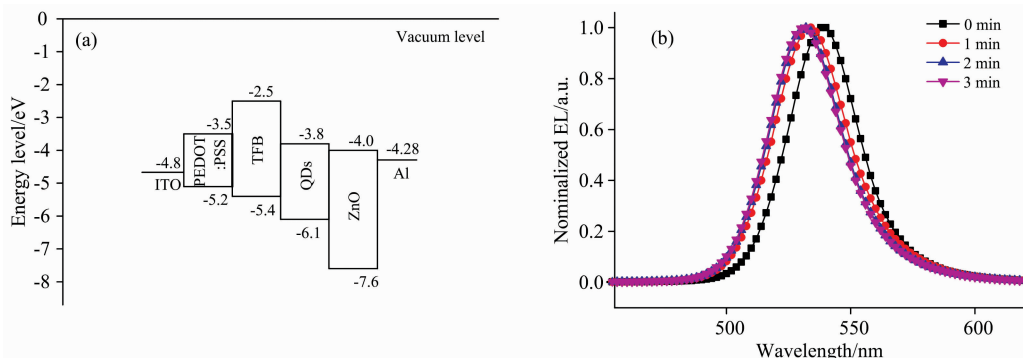 (a)
Vacuum level
Energy level/eV
0
-1
-2
-3
-4
-5
-6
-7
-8
-4.8
ITO
-3.5
PEDOT
:PSS
-5.2
-2.5
TFB
-5.4
-3.8
QDs
-6.1
-4.0
ZnO
-7.6
-4.28
Al
(b)
Nominalized EL/a.u.
1.0
0.8
0.6
0.4
0.2
0.0
500
550
600
Wavelength/nm
0 min
1 min
2 min
3 min